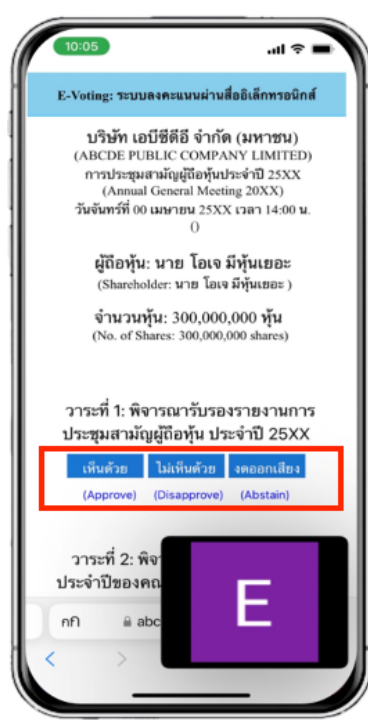 10:05
E-Voting: ระบบลงคะแนนผ่านสื่ออิเล็กทรอนิกส์
บริษัท เอบีซีดีอี จำกัด (มหาชน)
(ABCDE PUBLIC COMPANY LIMITED)
การประชุมสามัญผู้ถือหุ้นประจำปี 25XX
(Annual General Meeting 20XX)
วันจันทร์ที่ 00 เมษายน 25XX เวลา 14:00 น.
()
ผู้ถือหุ้น: นาย โอเจ มีหุ้นเยอะ
(Shareholder: นาย โอเจ มีหุ้นเยอะ )
จำนวนหุ้น: 300,000,000 หุ้น
(No. of Shares: 300,000,000 shares)
วาระที่ 1: พิจารณารับรองรายงานการ
ประชุมสามัญผู้ถือหุ้น ประจำปี 25XX
เห็นด้วย ไม่เห็นด้วย งดออกเสียง
(Approve) (Disapprove) (Abstain)
วาระที่ 2: พิจา
ประจำปีของคณ
E
กก abc